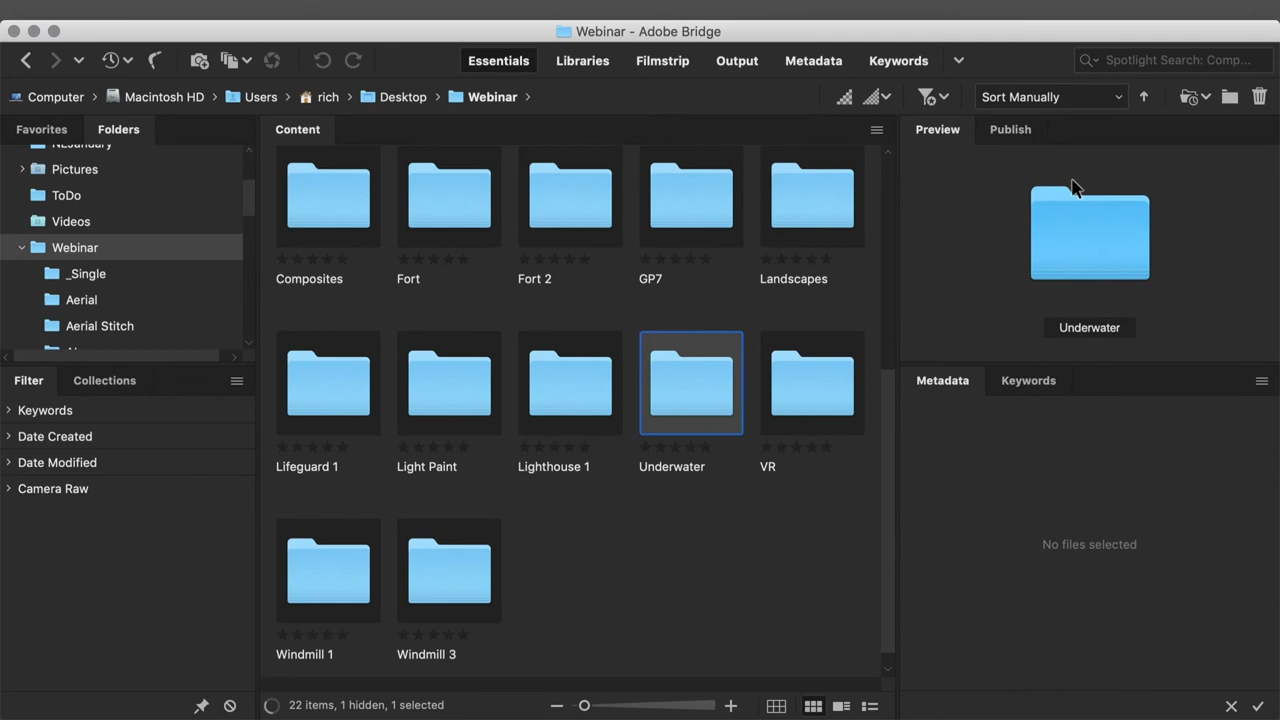 Webinar - Adobe Bridge
Essentials
Libraries
Filmstrip
Output
Metadata
Keywords
Spotlight Search: Comp...
Computer
Macintosh HD
Users
rich
Desktop
Webinar
Sort Manually
Favorites
Folders
Content
Preview
Publish
Pictures
ToDo
Videos
Webinar
_Single
Aerial
Aerial Stitch
Composites
Fort
Fort 2
GP7
Landscapes
Lifeguard 1
Light Paint
Lighthouse 1
Underwater
VR
Windmill 1
Windmill 3
Underwater
Filter
Collections
Keywords
Date Created
Date Modified
Camera Raw
Metadata
Keywords
No files selected
22 items, 1 hidden, 1 selected